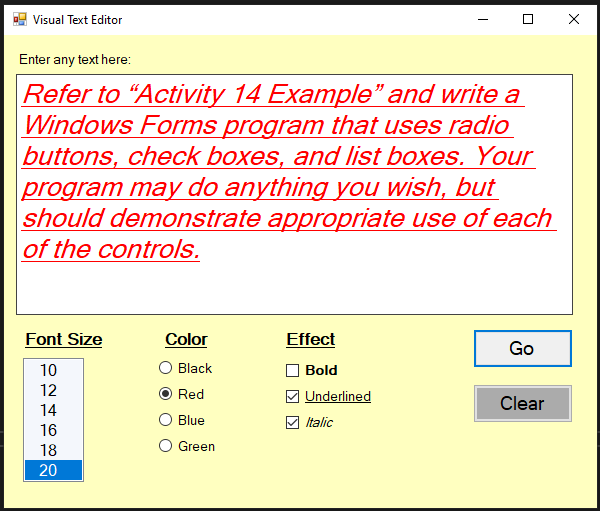 Visual Text Editor
Enter any text here:
Refer to “Activity 14 Example” and write a
Windows Forms program that uses radio
buttons, check boxes, and list boxes. Your
program may do anything you wish, but
should demonstrate appropriate use of each
of the controls.
Font Size
10
12
14
16
18
20
Color
Black
Red
Blue
Green
Effect
Bold
Underlined
Italic
Go
Clear